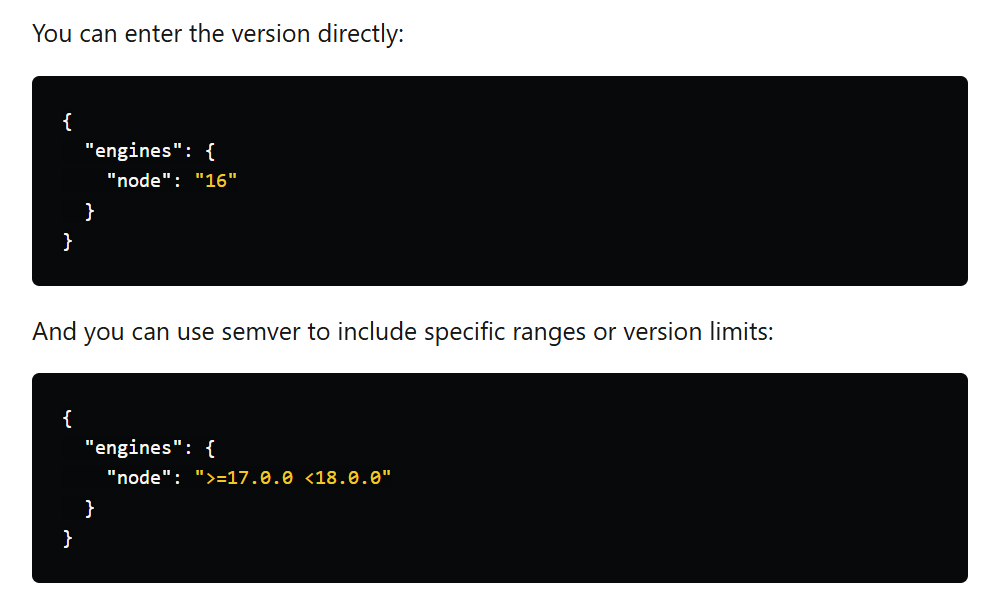 You can enter the version directly:
{
  "engines": {
    "node": "16"
  }
}
And you can use semver to include specific ranges or version limits:
{
  "engines": {
    "node": ">=17.0.0 <18.0.0"
  }
}